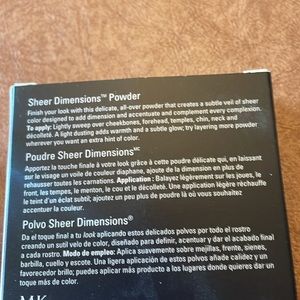 Sheer Dimensions™ Powder
Finish your look with this delicate, all-over powder that creates a subtle veil of sheer
color designed to add dimension and accentuate and complement every complexion.
To apply: Lightly sweep over cheekbones, forehead, temples, chin, neck and
décolleté. A light dusting adds warmth and a subtle glow; try layering more powder
wherever you want an extra hint of color.
Poudre Sheer Dimensions
Apportez la touche finale à votre look grâce à cette poudre délicate qui, en laissant
sur le visage un voile de couleur diaphane, ajoute de la dimension en plus de
rehausser toutes les carnations. Application : Balayez légèrement sur les joues, le
front, les tempes, le menton, le cou et le décolleté. Une application légère réchauffe
le teint d'un éclat subtil; ajoutez un peu plus de poudre là où vous souhaitez
accentuer la couleur.
Polvo Sheer Dimensions®
Da el toque final a tu look aplicando estos delicados polvos por todo el rostro
creando un sutil velo de color, diseñado para definir, acentuar y dar el acabado final
a cada rostro. Modo de empleo: Aplica suavemente sobre mejillas, frente, sienes,
barbilla, cuello y escote. Una ligera aplicación de estos polvos añade calidez y un
favorecedor brillo; puedes aplicar más producto a los lugares donde quieres dar un
toque más de color.
MK